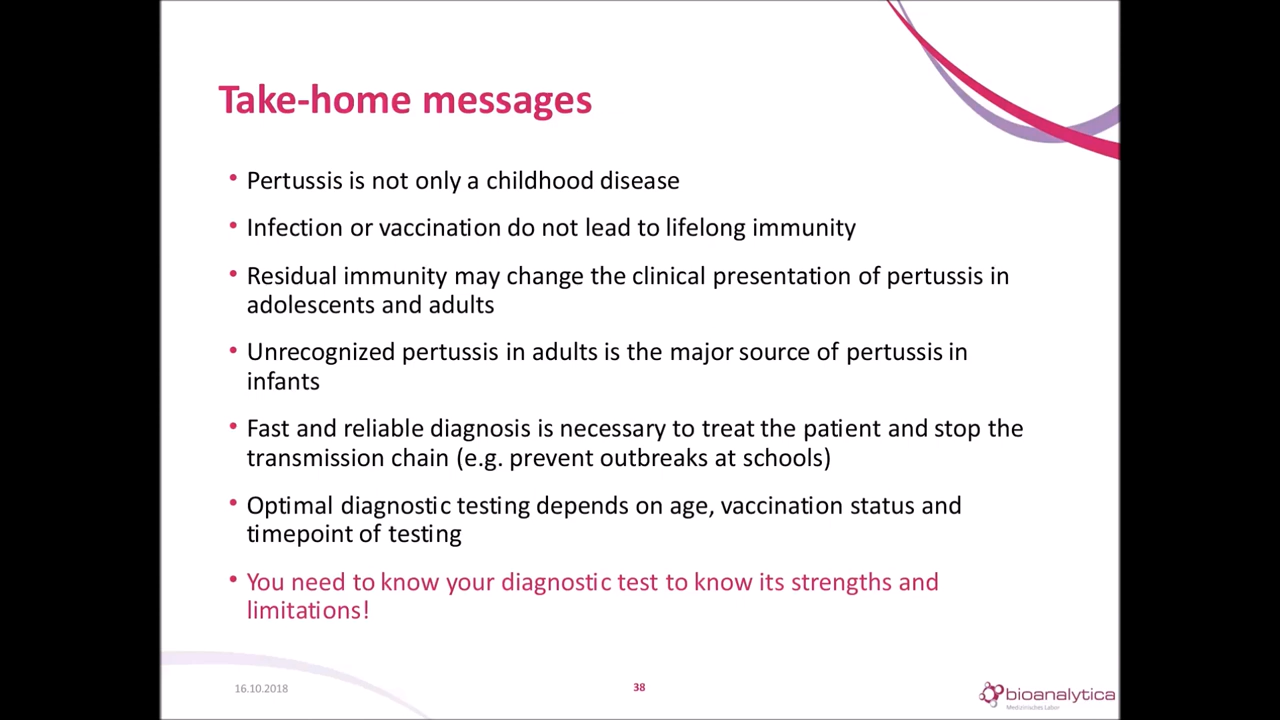 Take-home messages
• Pertussis is not only a childhood disease
• Infection or vaccination do not lead to lifelong immunity
• Residual immunity may change the clinical presentation of pertussis in
adolescents and adults
• Unrecognized pertussis in adults is the major source of pertussis in
infants
• Fast and reliable diagnosis is necessary to treat the patient and stop the
transmission chain (e.g. prevent outbreaks at schools)
• Optimal diagnostic testing depends on age, vaccination status and
timepoint of testing
• You need to know your diagnostic test to know its strengths and
limitations!
16.10.2018
38
bioanalytica
Medizinisches Labor